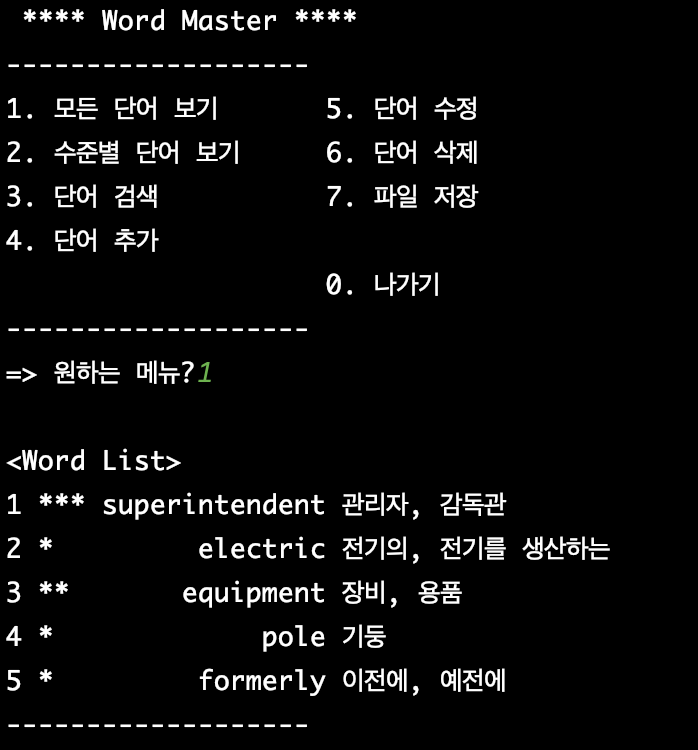 **** Word Master ****
-------------------
1. 모든 단어 보기 5. 단어 수정
2. 수준별 단어 보기 6. 단어 삭제
3. 단어 검색 7. 파일 저장
4. 단어 추가
0. 나가기
-------------------
=> 원하는 메뉴?1
<Word List>
1 *** superintendent 관리자, 감독관
2 * electric 전기의, 전기를 생산하는
3 ** equipment 장비, 용품
4 * pole 기둥
5 * formerly 이전에, 예전에
-------------------